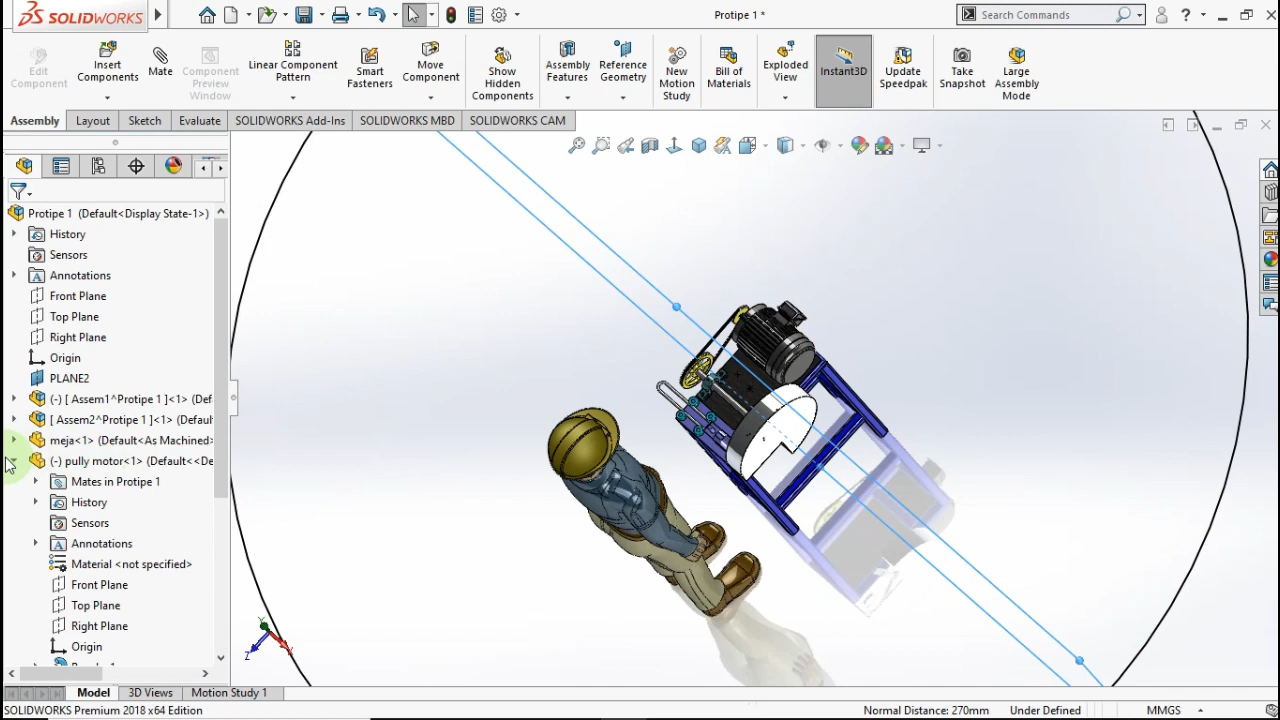 SOLIDWORKS
Protipe 1 *
Search Commands
Edit
Component
Insert
Components
Mate
Component
Preview
Window
Linear Component
Pattern
Smart
Fasteners
Move
Component
Show
Hidden
Components
Assembly
Features
Reference
Geometry
New
Motion
Study
Bill of
Materials
Exploded
View
Instant3D
Update
Speedpak
Take
Snapshot
Large
Assembly
Mode
Assembly
Layout
Sketch
Evaluate
SOLIDWORKS Add-Ins
SOLIDWORKS MBD
SOLIDWORKS CAM
Protipe 1 (Default<Display State-1>)
History
Sensors
Annotations
Front Plane
Top Plane
Right Plane
Origin
PLANE2
(-) [ Assem1^Protipe 1 ]<1> (Default
[ Assem2^Protipe 1 ]<1> (Defau
meja<1> (Default<As Machined>
(-) pully motor<1> (Default<<De
Mates in Protipe 1
History
Sensors
Annotations
Material <not specified>
Front Plane
Top Plane
Right Plane
Origin
Y
Z
Model
3D Views
Motion Study 1
SOLIDWORKS Premium 2018 x64 Edition
Normal Distance: 270mm
Under Defined
MMGS